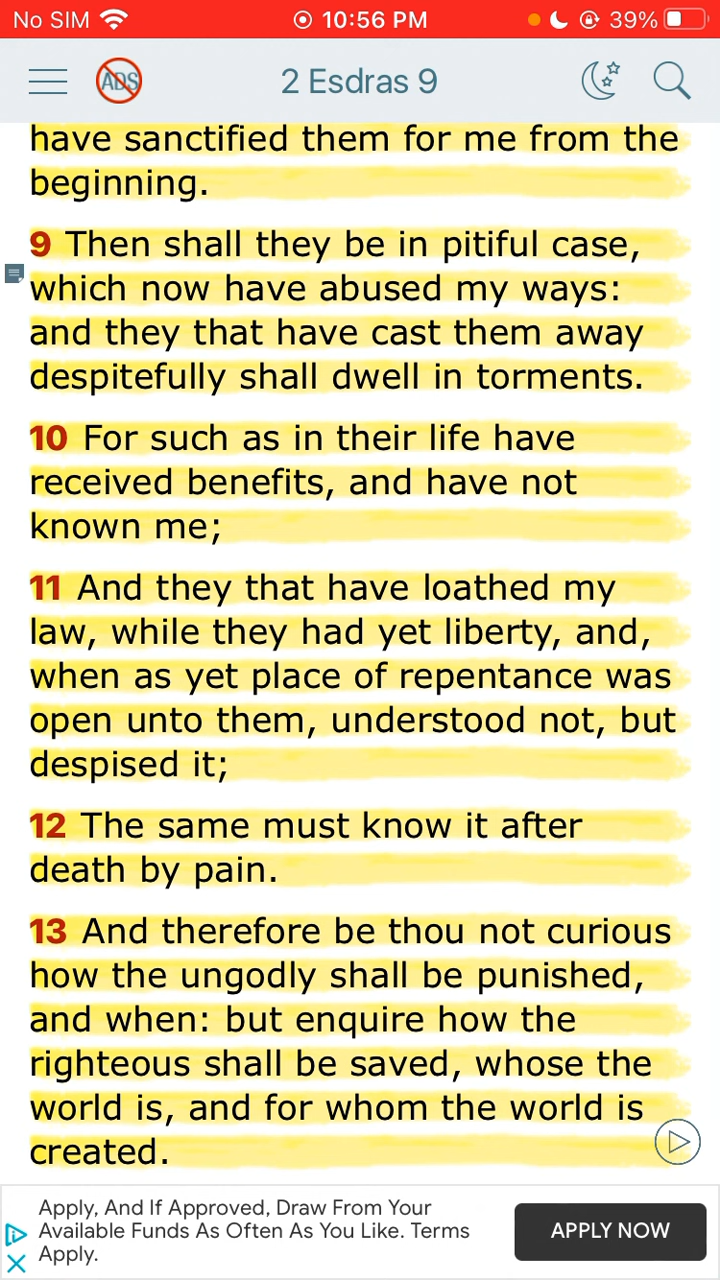 No SIM 10:56 PM 39%
ADS 2 Esdras 9
have sanctified them for me from the
beginning.
9 Then shall they be in pitiful case,
which now have abused my ways:
and they that have cast them away
despitefully shall dwell in torments.
10 For such as in their life have
received benefits, and have not
known me;
11 And they that have loathed my
law, while they had yet liberty, and,
when as yet place of repentance was
open unto them, understood not, but
despised it;
12 The same must know it after
death by pain.
13 And therefore be thou not curious
how the ungodly shall be punished,
and when: but enquire how the
righteous shall be saved, whose the
world is, and for whom the world is
created.
Apply, And If Approved, Draw From Your
Available Funds As Often As You Like. Terms
Apply.
APPLY NOW